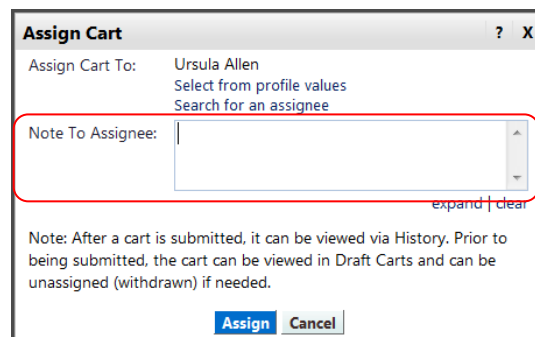 Assign Cart ? X
Assign Cart To: Ursula Allen
Select from profile values
Search for an assignee
Note To Assignee:
expand | clear
Note: After a cart is submitted, it can be viewed via History. Prior to
being submitted, the cart can be viewed in Draft Carts and can be
unassigned (withdrawn) if needed.
Assign Cancel